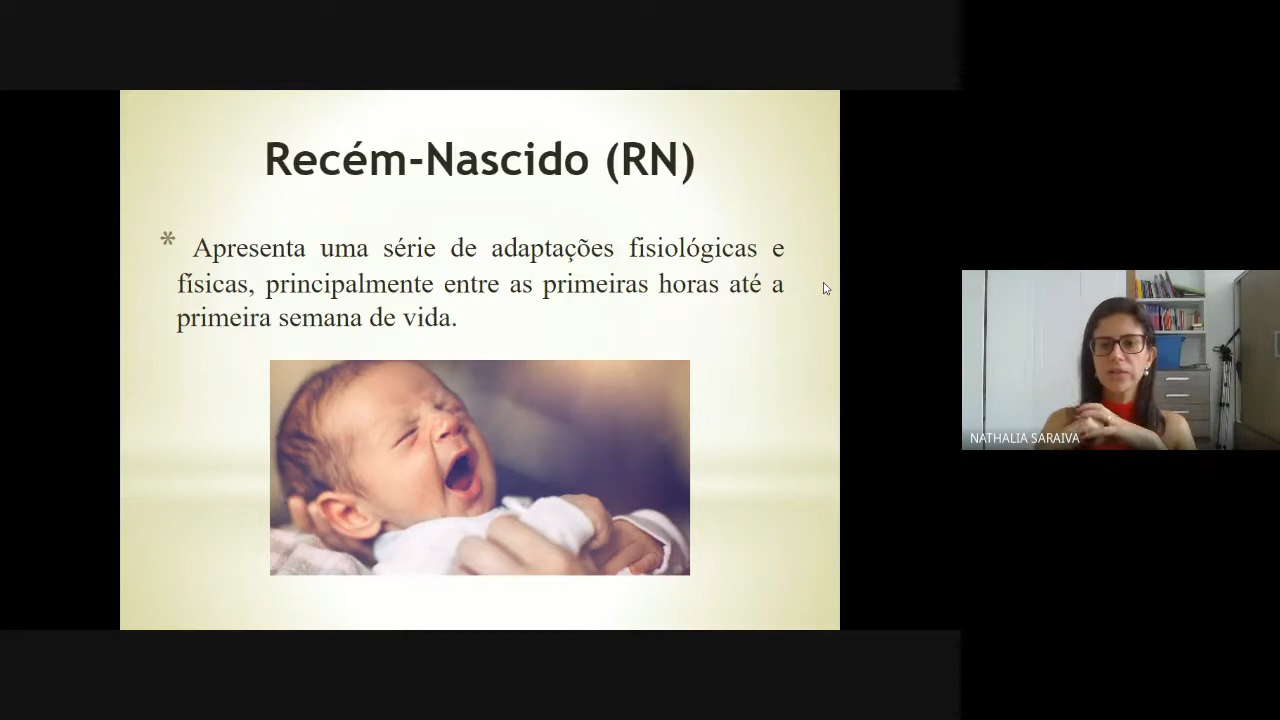 Recém-Nascido (RN)
* Apresenta uma série de adaptações fisiológicas e
físicas, principalmente entre as primeiras horas até a
primeira semana de vida.
NATHALIA SARAIVA